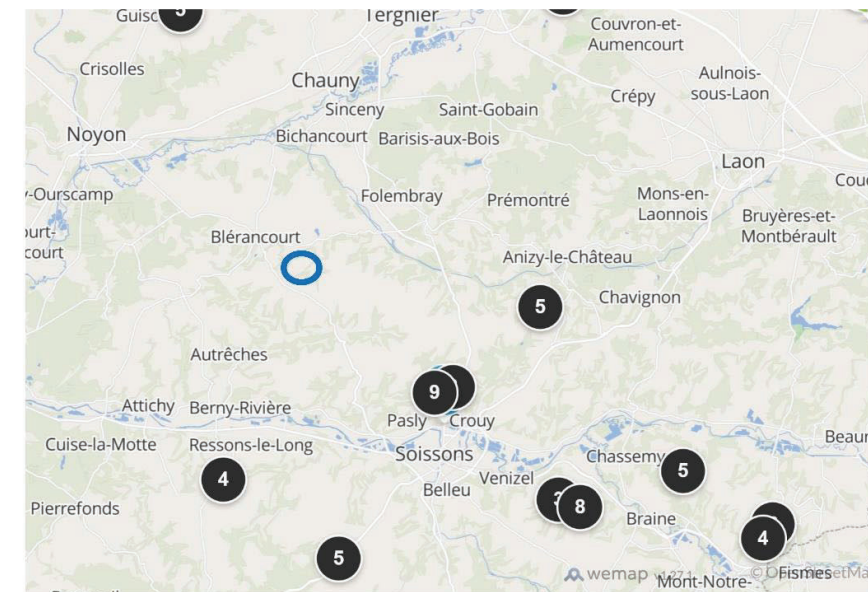 Guisc
5
Tergnier
Couvron-et-
Aumencourt
Crisolles
Chauny
Aulnois-
sous-Laon
Crépy
Sinceny
Saint-Gobain
Noyon
Bichancourt
Barisis-aux-Bois
Laon
-Ourscamp
Folembray
Prémontré
Mons-en-
Laonnois
Bruyères-et-
Montbérault
court
Blérancourt
Anizy-le-Château
5
Chavignon
Autrêches
9
Attichy
Berny-Rivière
Pasly
Crouy
Cuise-la-Motte
Ressons-le-Long
Soissons
Chassemy
5
4
Belleu
Venizel
8
Pierrefonds
Braine
4
5
wemap
Fismes
Mont-Notre-